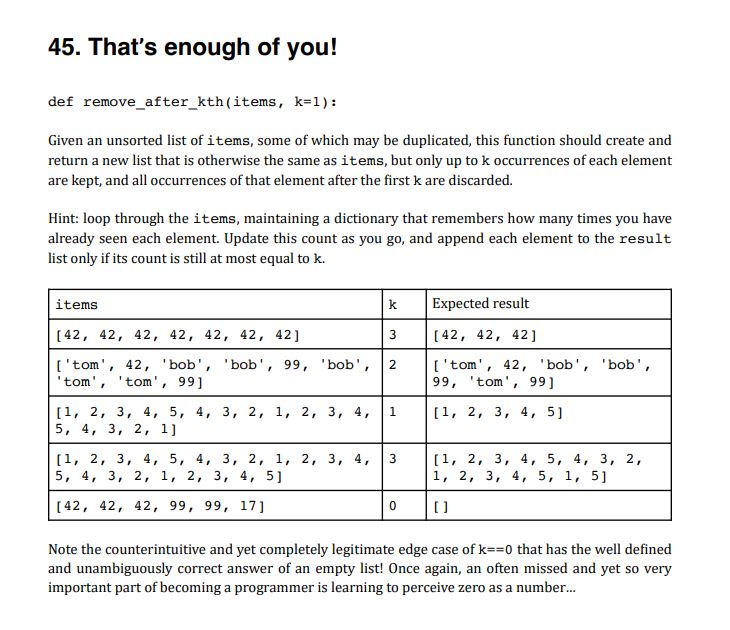 45. That's enough of you!
def remove_after_kth(items, k=1):
Given an unsorted list of items, some of which may be duplicated, this function should create and
return a new list that is otherwise the same as items, but only up to k occurrences of each element
are kept, and all occurrences of that element after the first k are discarded.
Hint: loop through the items, maintaining a dictionary that remembers how many times you have
already seen each element. Update this count as you go, and append each element to the result
list only if its count is still at most equal to k.
items k Expected result
[42, 42, 42, 42, 42, 42, 42] 3 [42, 42, 42]
['tom', 42, 'bob', 'bob', 99, 'bob', 2 ['tom', 42, 'bob', 'bob',
'tom', 'tom', 99] 99, 'tom', 99]
[1, 2, 3, 4, 5, 4, 3, 2, 1, 2, 3, 4, 1 [1, 2, 3, 4, 5]
5, 4, 3, 2, 1]
[1, 2, 3, 4, 5, 4, 3, 2, 1, 2, 3, 4, 3 [1, 2, 3, 4, 5, 4, 3, 2,
5, 4, 3, 2, 1, 2, 3, 4, 5] 1, 2, 3, 4, 5, 1, 5]
[42, 42, 42, 99, 99, 17] 0 []
Note the counterintuitive and yet completely legitimate edge case of k==0 that has the well defined
and unambiguously correct answer of an empty list! Once again, an often missed and yet so very
important part of becoming a programmer is learning to perceive zero as a number...